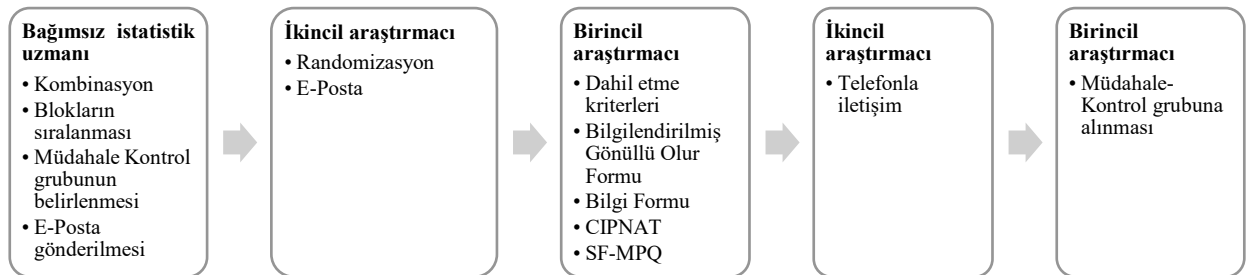 Bağımsız istatistik
uzmanı
• Kombinasyon
• Blokların
sıralanması
• Müdahale Kontrol
grubunun
belirlenmesi
• E-Posta
gönderilmesi
İkincil araştırmacı
• Randomizasyon
• E-Posta
Birincil
araştırmacı
• Dahil etme
kriterleri
• Bilgilendirilmiş
Gönüllü Olur
Formu
• Bilgi Formu
• CIPNAT
• SF-MPQ
İkincil
araştırmacı
• Telefonla
iletişim
Birincil
araştırmacı
• Müdahale-
Kontrol grubuna
alınması